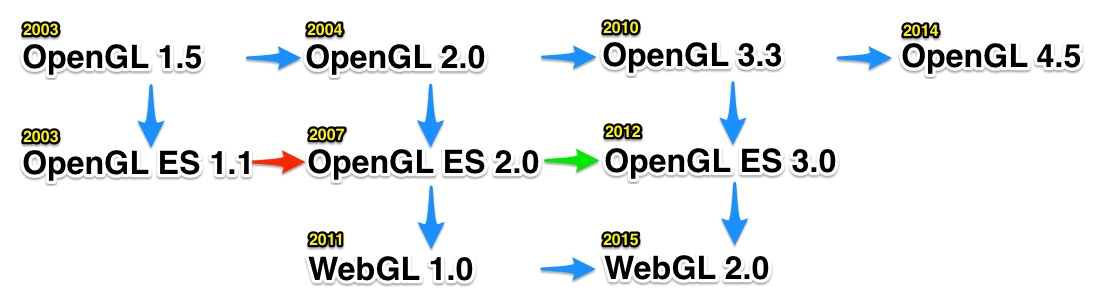 2003
OpenGL 1.5
2004
OpenGL 2.0
2010
OpenGL 3.3
2014
OpenGL 4.5
2003
OpenGL ES 1.1
2007
OpenGL ES 2.0
2012
OpenGL ES 3.0
2011
WebGL 1.0
2015
WebGL 2.0